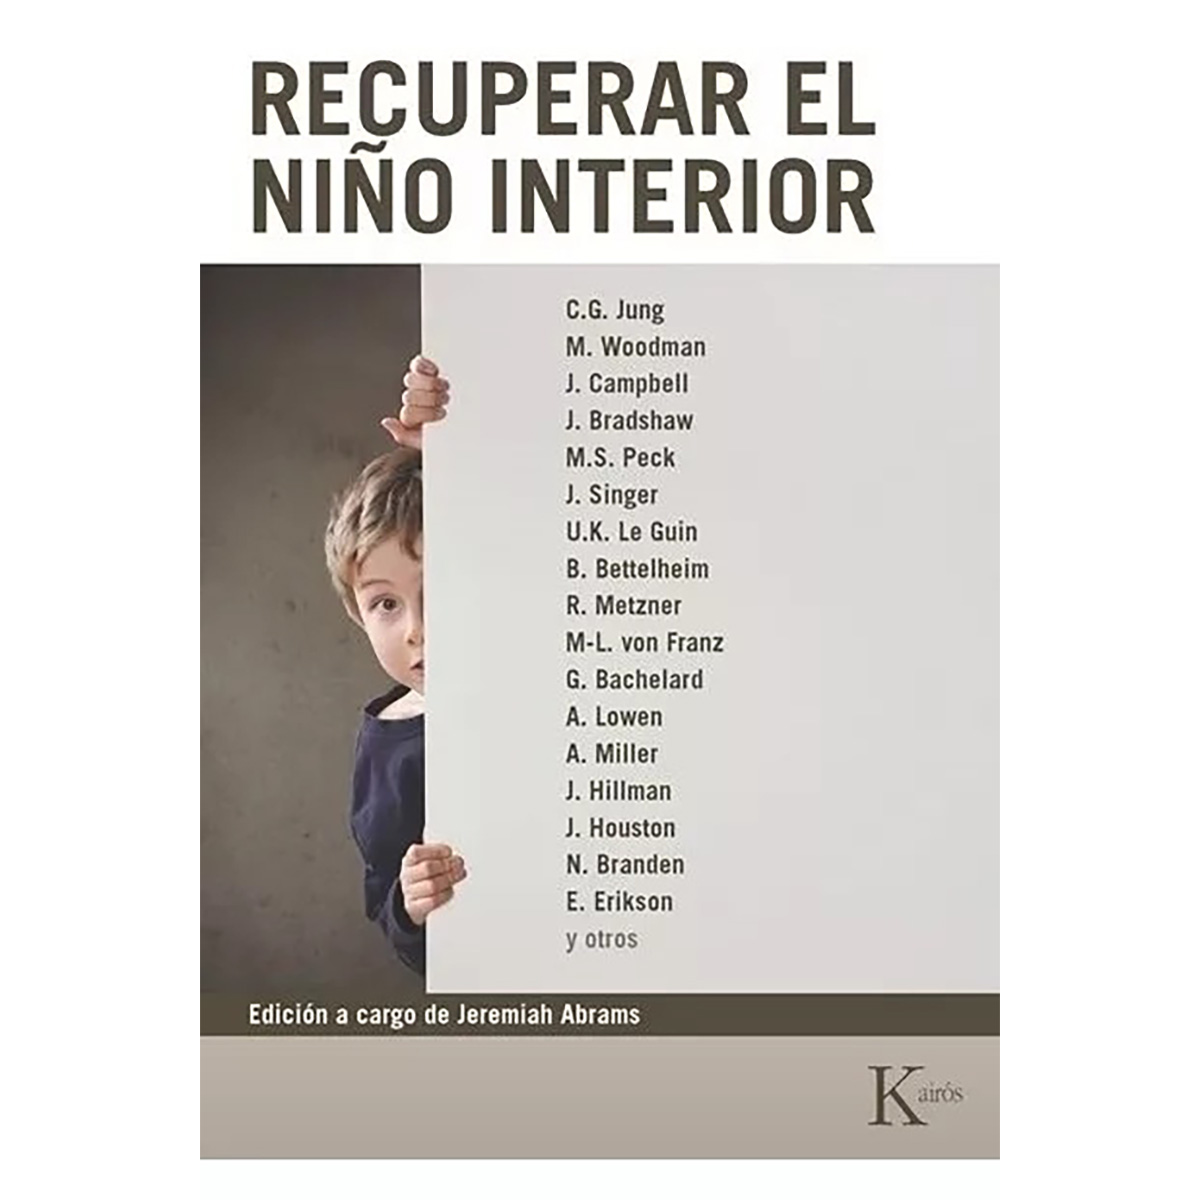 RECUPERAR EL
NIÑO INTERIOR
C.G. Jung
M. Woodman
J. Campbell
J. Bradshaw
M.S. Peck
J. Singer
U.K. Le Guin
B. Bettelheim
R. Metzner
M-L. von Franz
G. Bachelard
A. Lowen
A. Miller
J. Hillman
J. Houston
N. Branden
E. Erikson
y otros
Edición a cargo de Jeremiah Abrams
Kairós